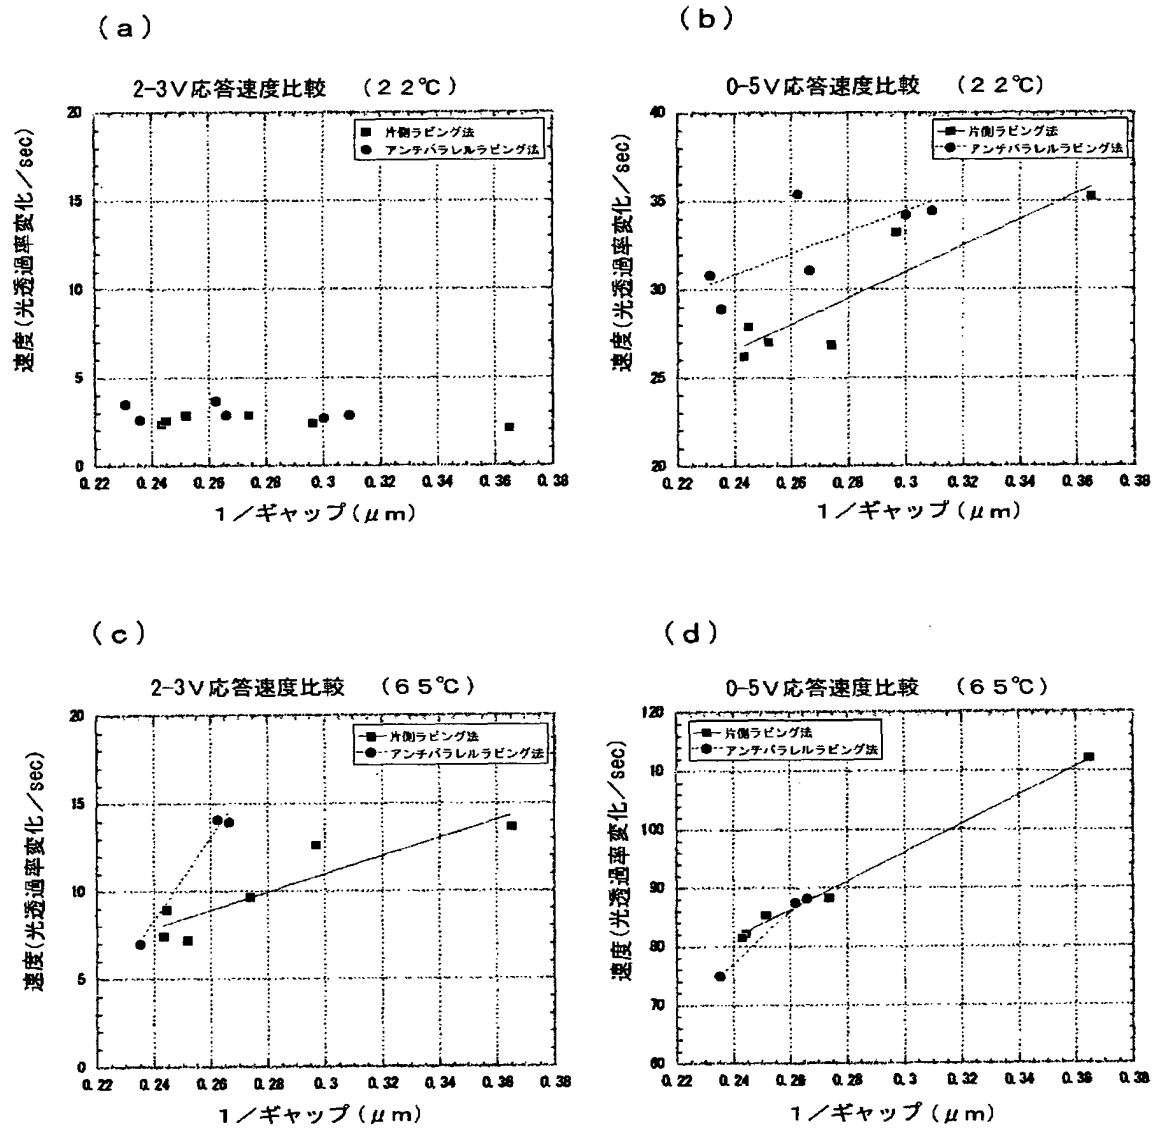 (a)
2-3V応答速度比較 (22℃)
速度(光透過率変化/sec)
20
15
10
5
0
■ 片側ラビング法
● アンチパラレルラビング法
0.22 0.24 0.26 0.28 0.3 0.32 0.34 0.36 0.38
1/ギャップ(μm)
(b)
0-5V応答速度比較 (22℃)
速度(光透過率変化/sec)
40
35
30
25
20
片側ラビング法
アンチパラレルラビング法
0.22 0.24 0.26 0.28 0.3 0.32 0.34 0.36 0.38
1/ギャップ(μm)
(c)
2-3V応答速度比較 (65℃)
速度(光透過率変化/sec)
20
15
10
5
0
片側ラビング法
アンチパラレルラビング法
0.22 0.24 0.26 0.28 0.3 0.32 0.34 0.36 0.38
1/ギャップ(μm)
(d)
0-5V応答速度比較 (65℃)
速度(光透過率変化/sec)
120
110
100
90
80
70
60
片側ラビング法
アンチパラレルラビング法
0.22 0.24 0.26 0.28 0.3 0.32 0.34 0.36 0.38
1/ギャップ(μm)